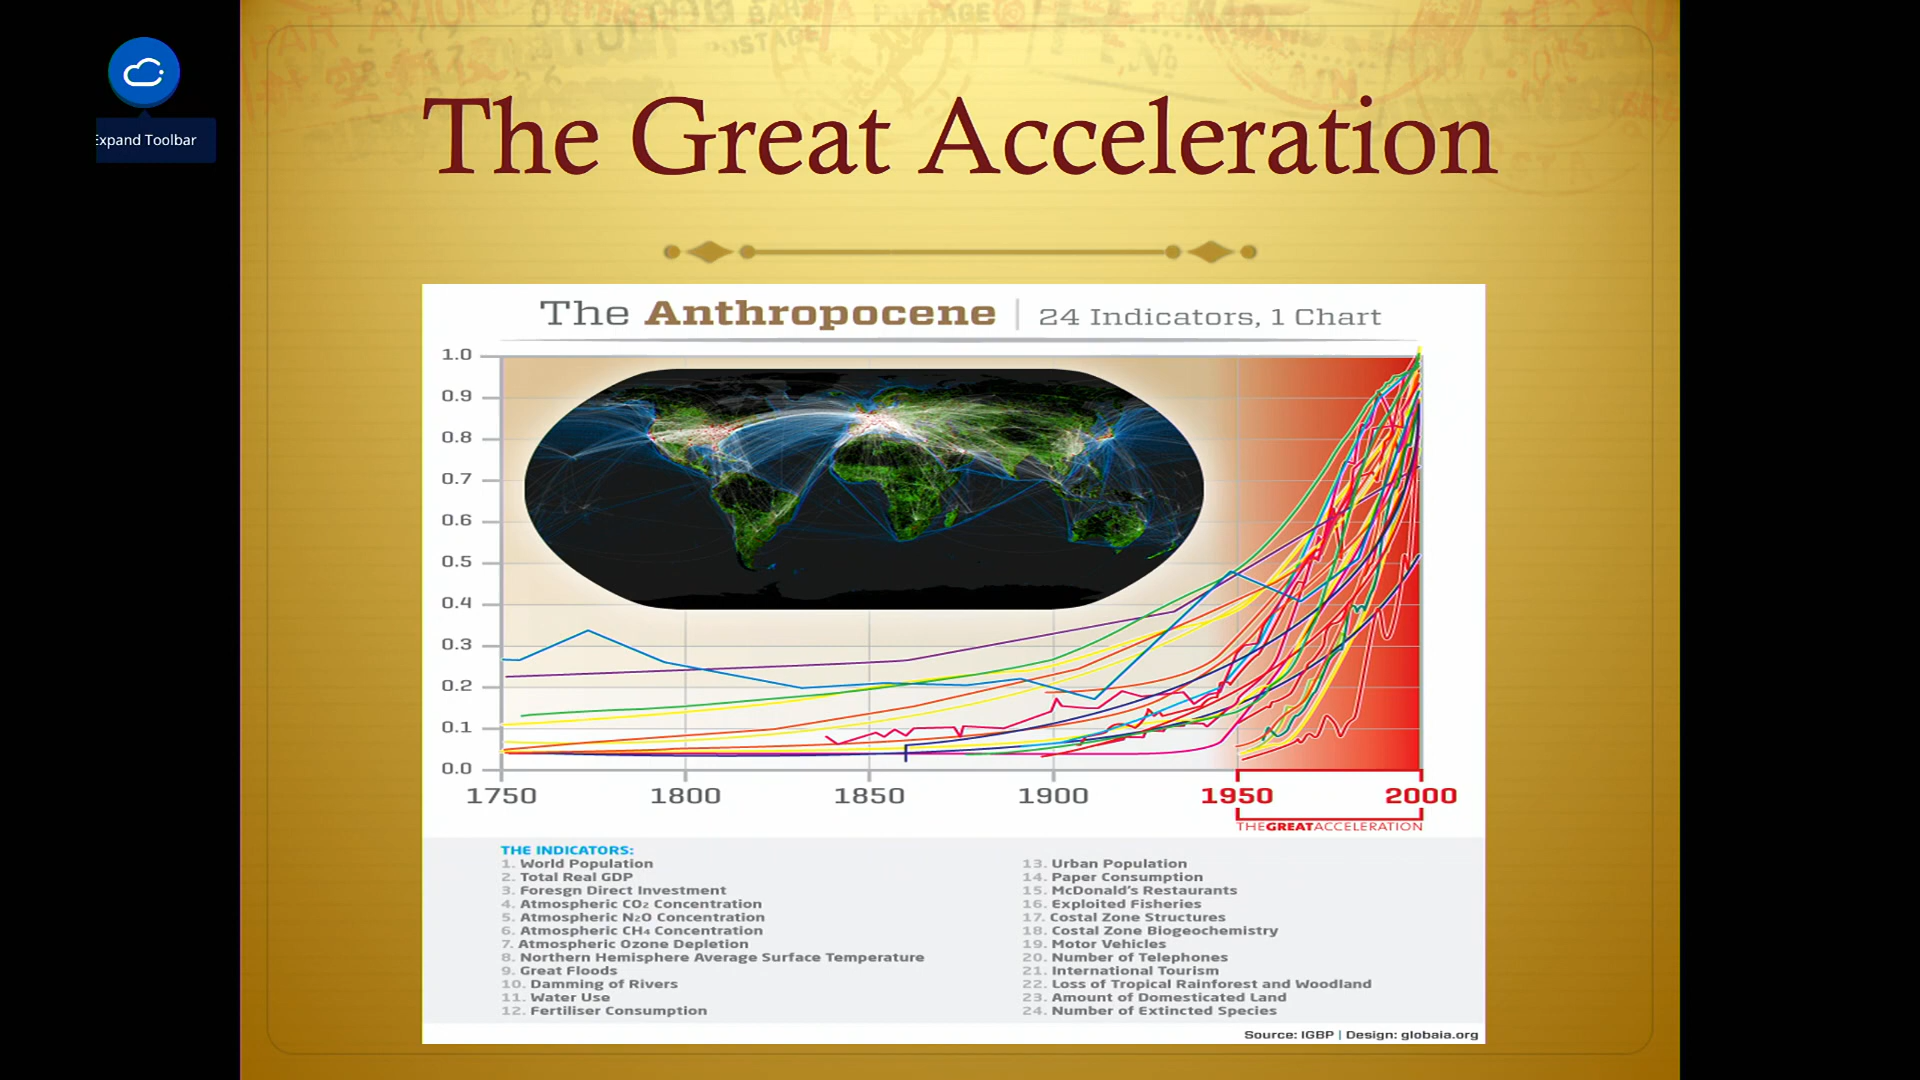 Expand Toolbar
The Great Acceleration
The Anthropocene | 24 Indicators, 1 Chart
1.0
0.9
0.8
0.7
0.6
0.5
0.4
0.3
0.2
0.1
0.0
1750 1800 1850 1900 1950 2000
THEGREATACCELERATION
THE INDICATORS:
1. World Population
2. Total Real GDP
3. Foresgn Direct Investment
4. Atmospheric CO₂ Concentration
5. Atmospheric N₂O Concentration
6. Atmospheric CH₄ Concentration
7. Atmospheric Ozone Depletion
8. Northern Hemisphere Average Surface Temperature
9. Great Floods
10. Damming of Rivers
11. Water Use
12. Fertiliser Consumption
13. Urban Population
14. Paper Consumption
15. McDonald's Restaurants
16. Exploited Fisheries
17. Costal Zone Structures
18. Costal Zone Biogeochemistry
19. Motor Vehicles
20. Number of Telephones
21. International Tourism
22. Loss of Tropical Rainforest and Woodland
23. Amount of Domesticated Land
24. Number of Extincted Species
Source: IGBP | Design: globaia.org